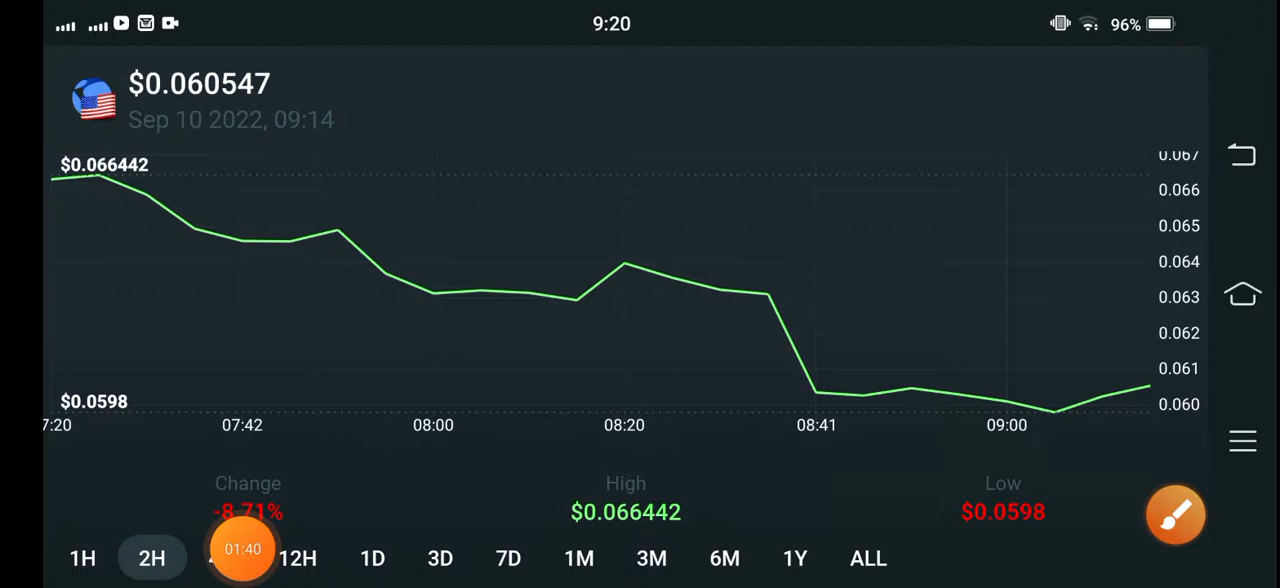 9:20
96%
$0.060547
Sep 10 2022, 09:14
$0.066442
0.067
0.066
0.065
0.064
0.063
0.062
0.061
0.060
$0.0598
7:20 07:42 08:00 08:20 08:41 09:00
Change High Low
-8.71% $0.066442 $0.0598
1H 2H 01:40 12H 1D 3D 7D 1M 3M 6M 1Y ALL